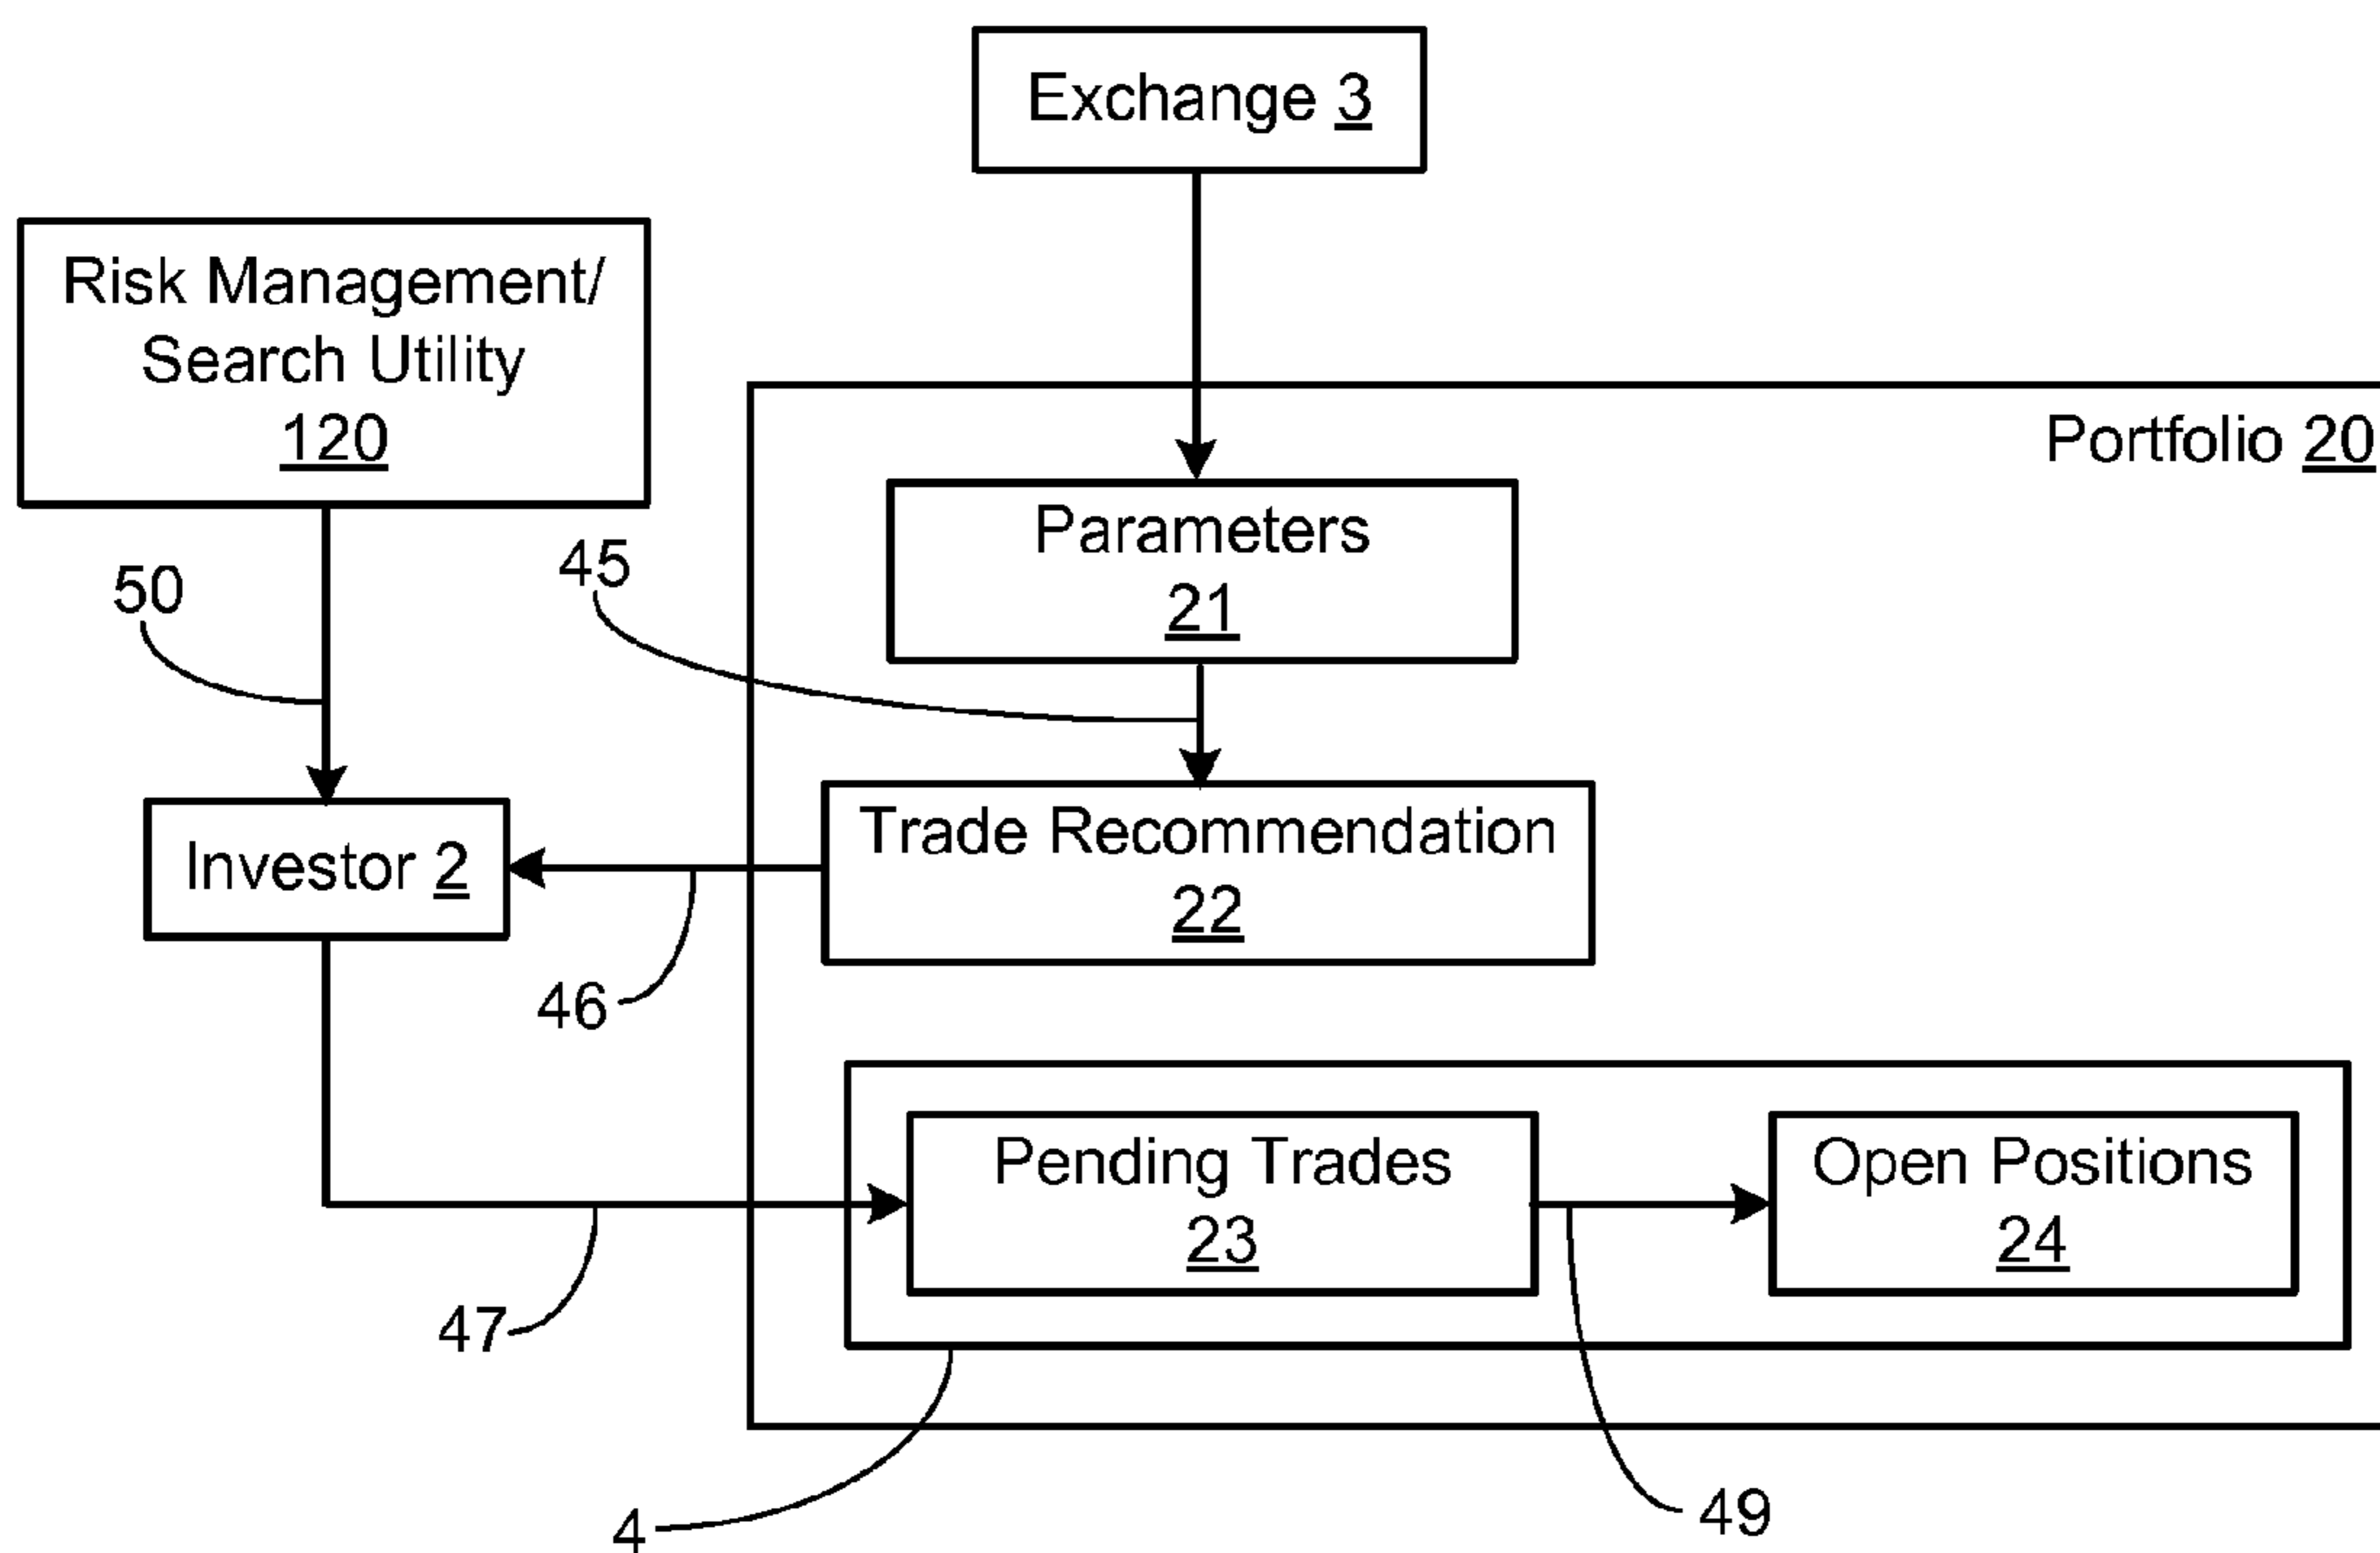 Exchange 3
Risk Management/
Search Utility
120
Portfolio 20
Parameters
21
50
45
Trade Recommendation
22
Investor 2
46
Pending Trades
23
Open Positions
24
47
4
49